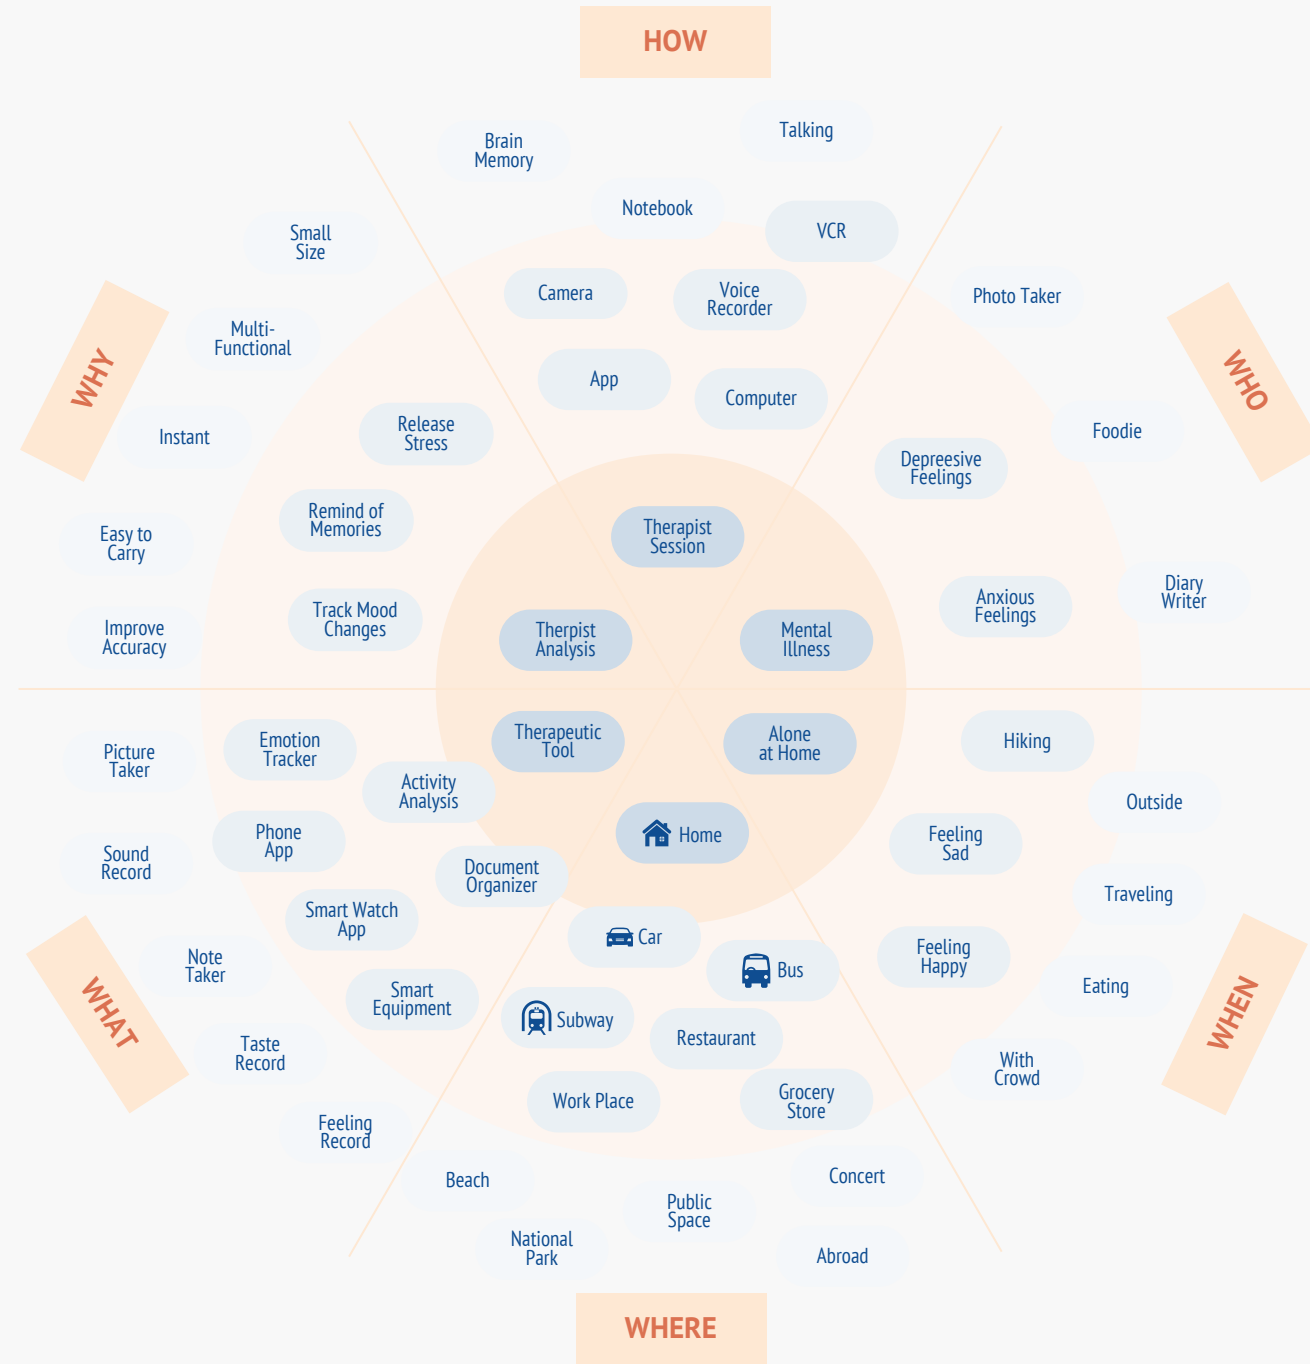 HOW
Talking
Brain
Memory
Notebook
VCR
Camera
Voice
Recorder
App
Computer
Therapist
Session
WHO
Photo Taker
Foodie
Depreesive
Feelings
Anxious
Feelings
Diary
Writer
Mental
Illness
WHEN
Alone
at Home
Hiking
Outside
Feeling
Sad
Traveling
Feeling
Happy
Eating
With
Crowd
WHERE
Home
Car
Bus
Subway
Restaurant
Work Place
Grocery
Store
Beach
Concert
Public
Space
National
Park
Abroad
WHAT
Therapeutic
Tool
Emotion
Tracker
Picture
Taker
Activity
Analysis
Phone
App
Sound
Record
Document
Organizer
Smart Watch
App
Note
Taker
Smart
Equipment
Taste
Record
Feeling
Record
WHY
Small
Size
Multi-
Functional
Instant
Release
Stress
Remind of
Memories
Easy to
Carry
Track Mood
Changes
Improve
Accuracy
Therpist
Analysis